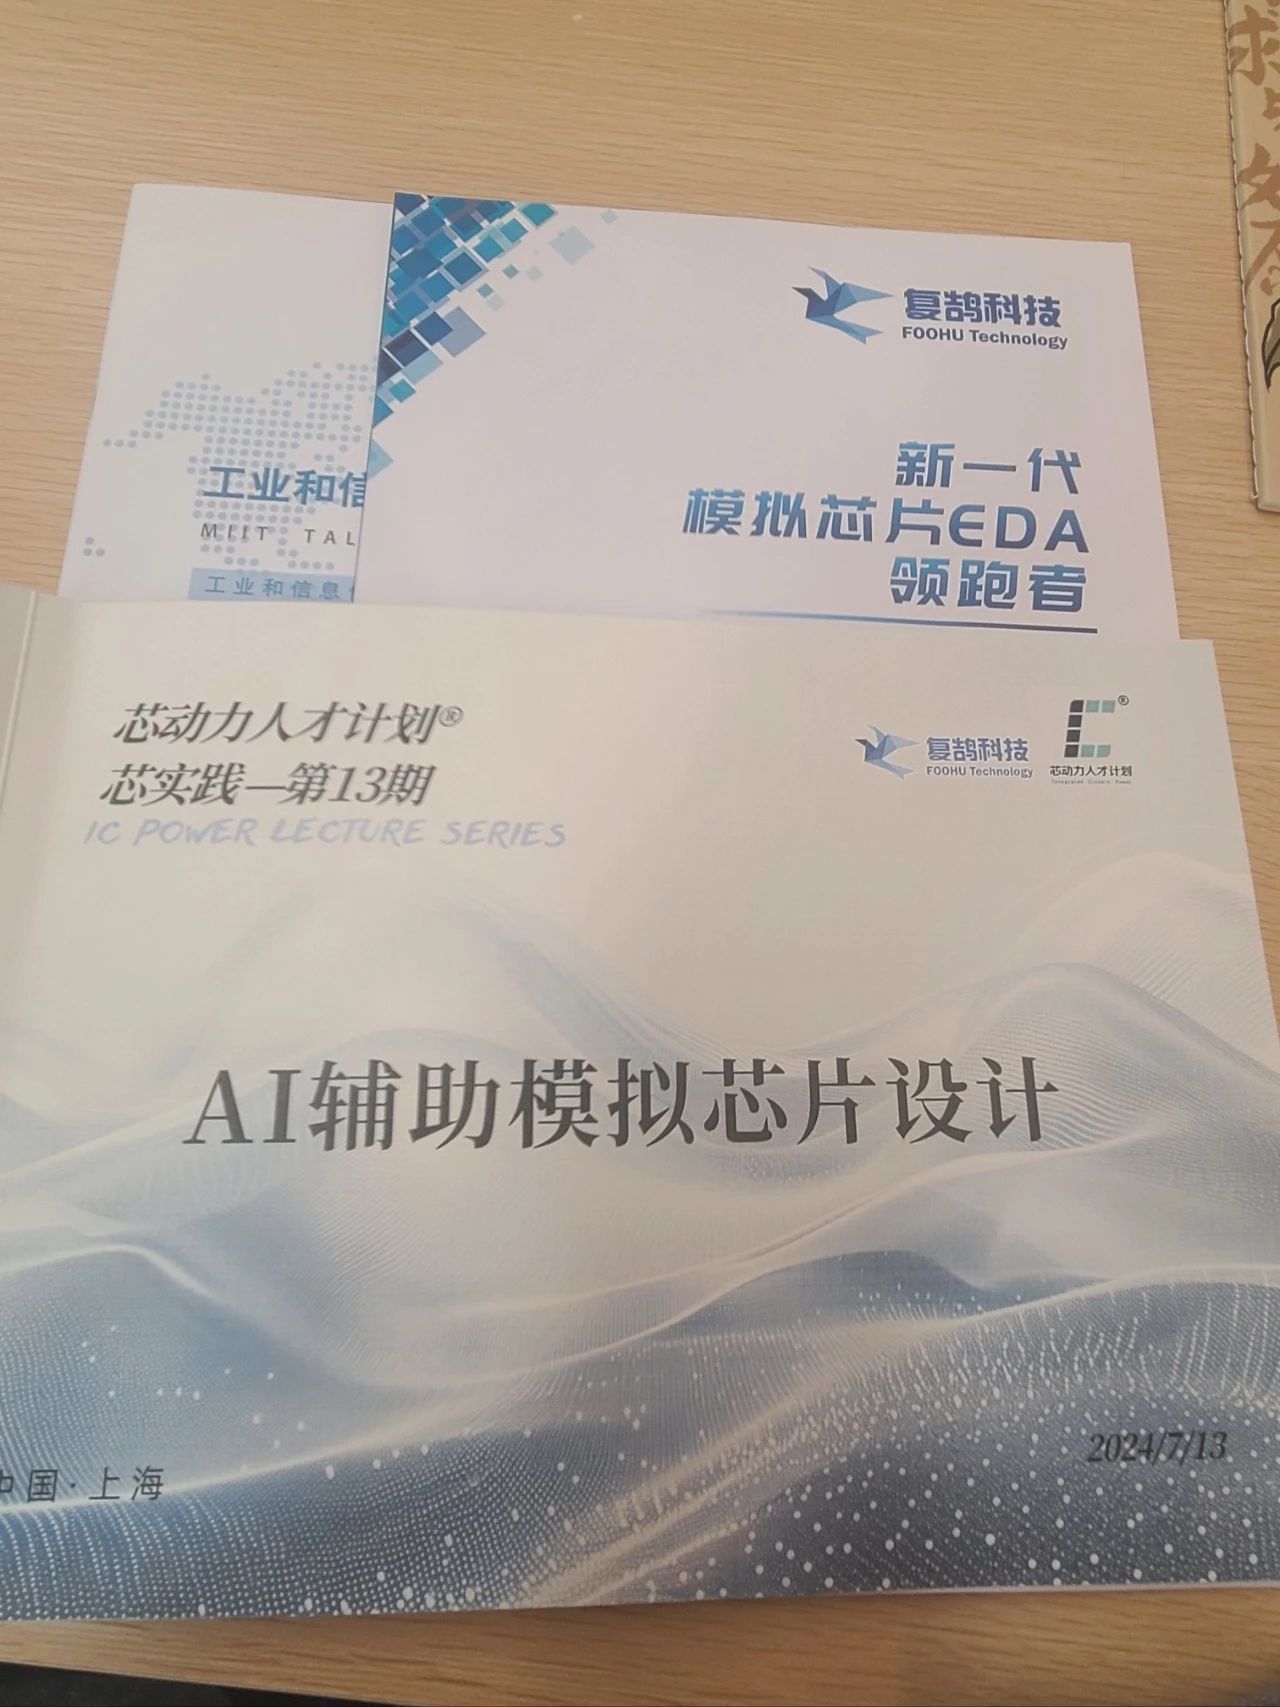 复鹄科技
FOOHU Technology
新一代
模拟芯片EDA
领跑者
工业和信
MIIT TAL
工业和信息
芯动力人才计划®
芯实践—第13期
IC POWER LECTURE SERIES
复鹄科技
FOOHU Technology
®
芯动力人才计划
AI辅助模拟芯片设计
中国·上海
2024/7/13